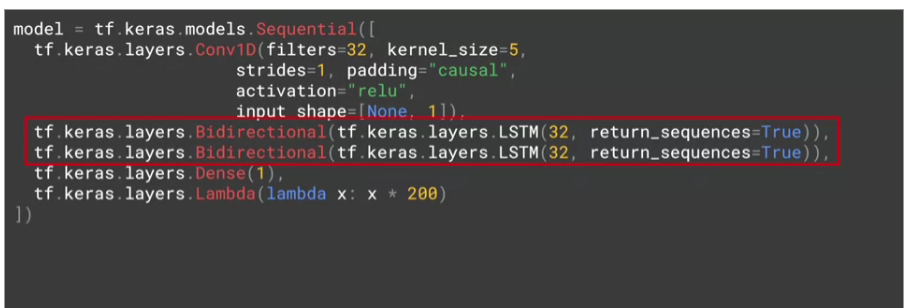 model = tf.keras.models.Sequential([
  tf.keras.layers.Conv1D(filters=32, kernel_size=5,
                     strides=1, padding="causal",
                     activation="relu",
                     input_shape=[None, 1]),
  tf.keras.layers.Bidirectional(tf.keras.layers.LSTM(32, return_sequences=True)),
  tf.keras.layers.Bidirectional(tf.keras.layers.LSTM(32, return_sequences=True)),
  tf.keras.layers.Dense(1),
  tf.keras.layers.Lambda(lambda x: x * 200)
])